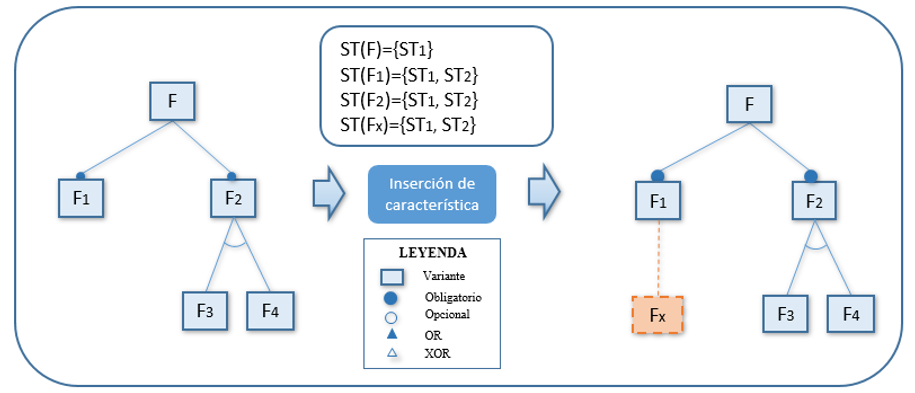 ST(F)={ST1}
ST(F1)={ST1, ST2}
ST(F2)={ST1, ST2}
ST(Fx)={ST1, ST2}
F
F1
F2
F3
F4
Inserción de
característica
LEYENDA
Variante
Obligatorio
Opcional
OR
XOR
F
F1
F2
Fx
F3
F4